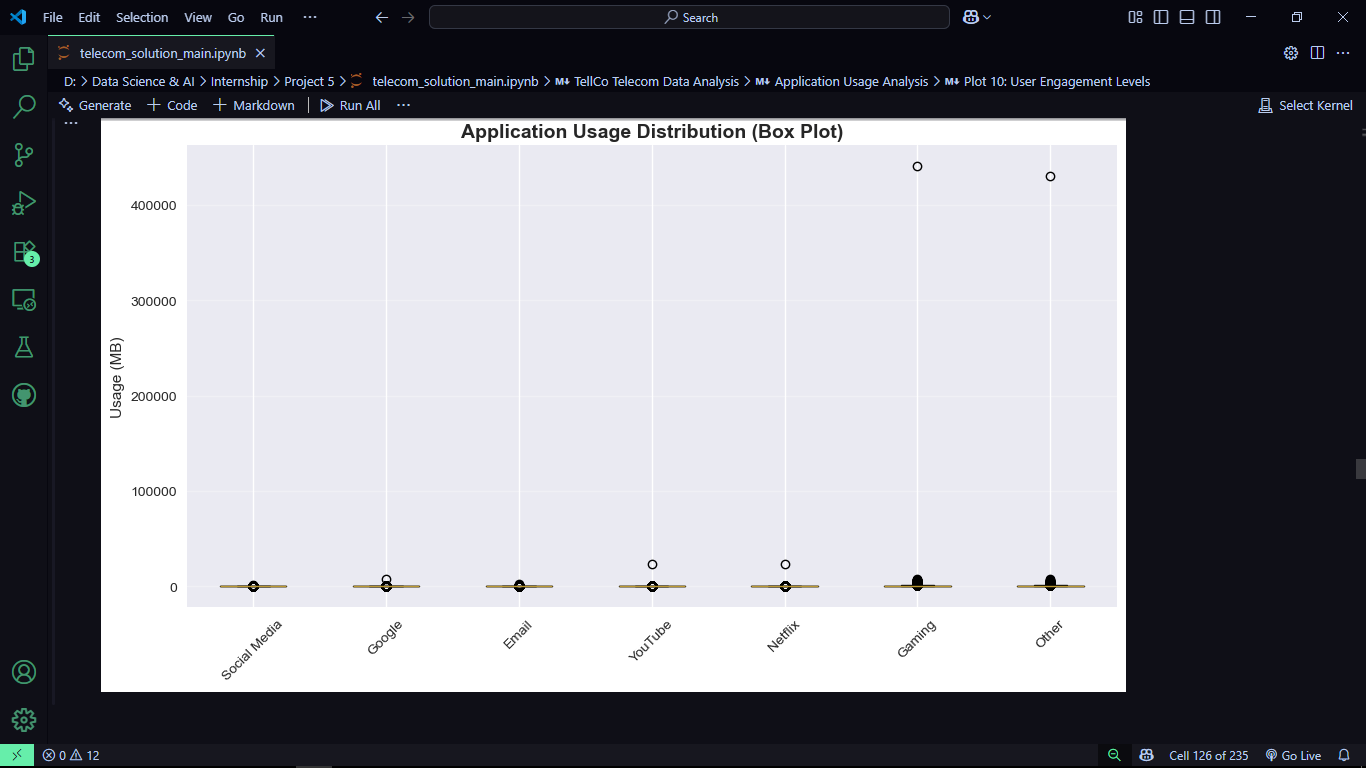 File Edit Selection View Go Run ··· Search
telecom_solution_main.ipynb
D: > Data Science & AI > Internship > Project 5 > telecom_solution_main.ipynb > M↓ TellCo Telecom Data Analysis > M↓ Application Usage Analysis > M↓ Plot 10: User Engagement Levels
Generate + Code + Markdown Run All ··· Select Kernel
Application Usage Distribution (Box Plot)
Usage (MB)
400000
300000
200000
100000
0
Social Media
Google
Email
YouTube
Netflix
Gaming
Other
3
0 12 Cell 126 of 235 Go Live